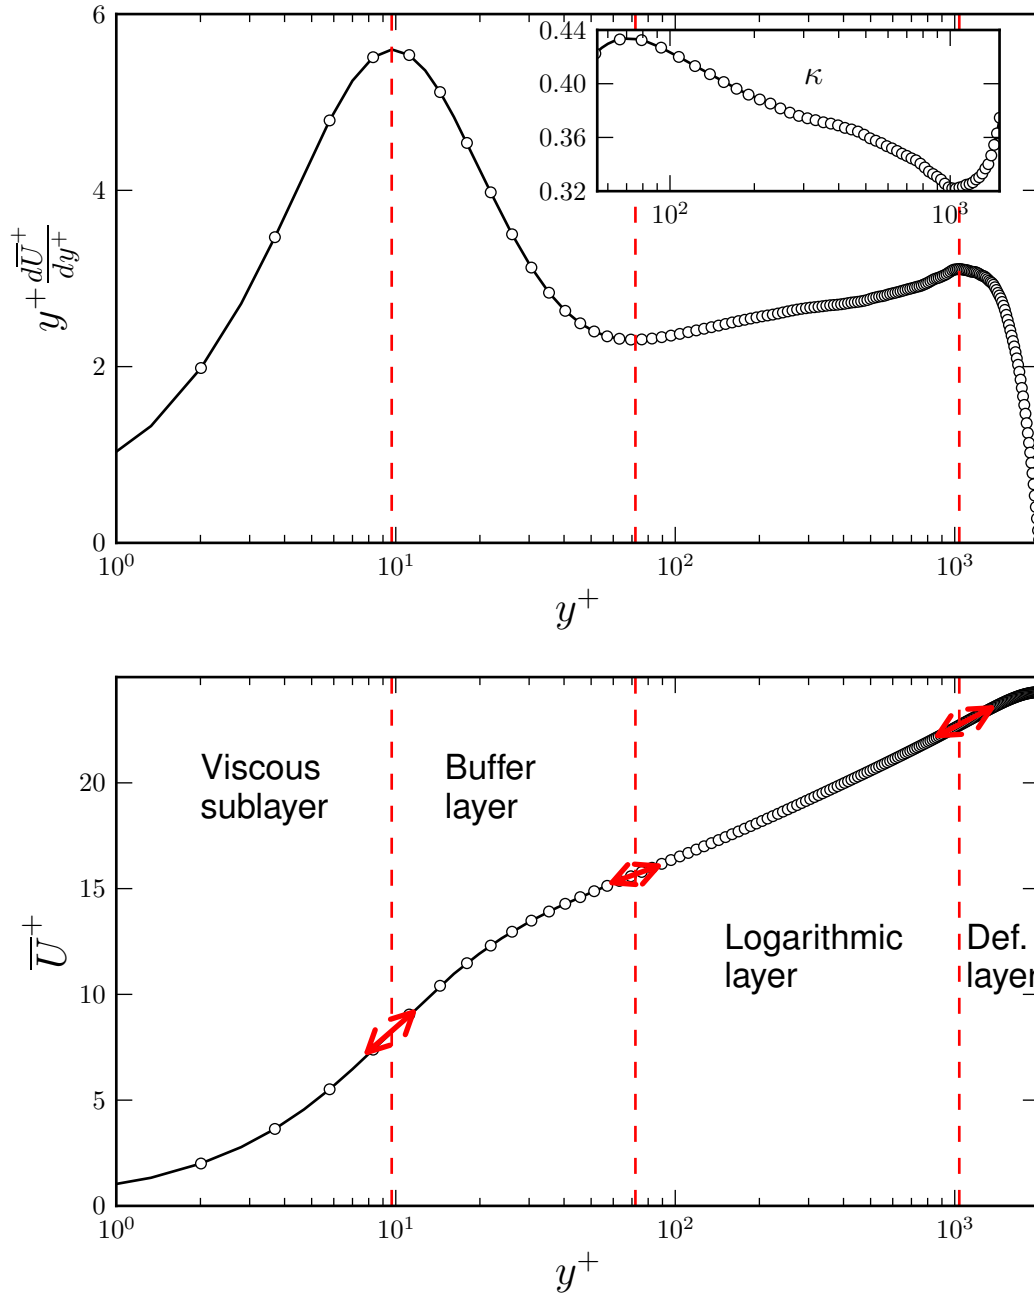 6
4
2
0
y⁺ dU̅⁺/dy⁺
0.44
0.40
0.36
0.32
κ
10² 10³
10⁰ 10¹ 10² 10³
y⁺
20
15
10
5
0
U̅⁺
Viscous
sublayer
Buffer
layer
Logarithmic
layer
Def.
layer
10⁰ 10¹ 10² 10³
y⁺